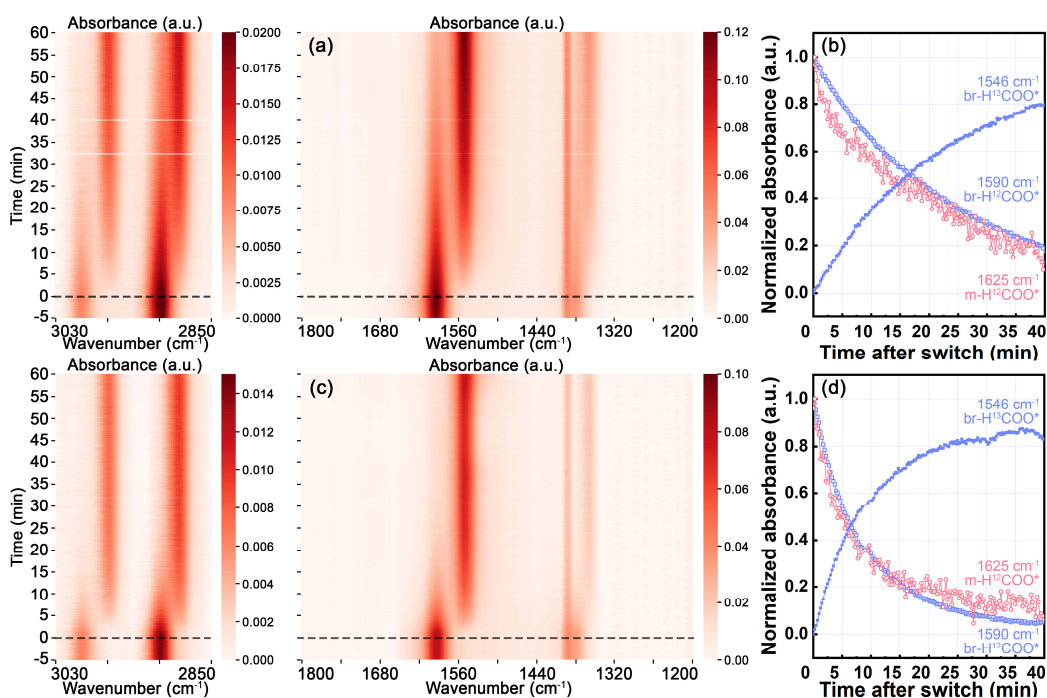 Absorbance (a.u.)
Absorbance (a.u.)
(a)
(b)
Time (min)
60
55
50
45
40
35
30
25
20
15
10
5
0
-5
3030
2850
Wavenumber (cm⁻¹)
0.0200
0.0175
0.0150
0.0125
0.0100
0.0075
0.0050
0.0025
0.0000
1800 1680 1560 1440 1320 1200
Wavenumber (cm⁻¹)
0.12
0.10
0.08
0.06
0.04
0.02
0.00
Normalized absorbance (a.u.)
1.0
0.8
0.6
0.4
0.2
0.0
1546 cm⁻¹
br-H¹³COO*
1590 cm⁻¹
br-H¹²COO*
1625 cm⁻¹
m-H¹²COO*
0 5 10 15 20 25 30 35 40
Time after switch (min)
Absorbance (a.u.)
Absorbance (a.u.)
(c)
(d)
Time (min)
60
55
50
45
40
35
30
25
20
15
10
5
0
-5
3030
2850
Wavenumber (cm⁻¹)
0.014
0.012
0.010
0.008
0.006
0.004
0.002
0.000
1800 1680 1560 1440 1320 1200
Wavenumber (cm⁻¹)
0.10
0.08
0.06
0.04
0.02
0.00
Normalized absorbance (a.u.)
1.0
0.8
0.6
0.4
0.2
0.0
1546 cm⁻¹
br-H¹³COO*
1625 cm⁻¹
m-H¹²COO*
1590 cm⁻¹
br-H¹²COO*
0 5 10 15 20 25 30 35 40
Time after switch (min)